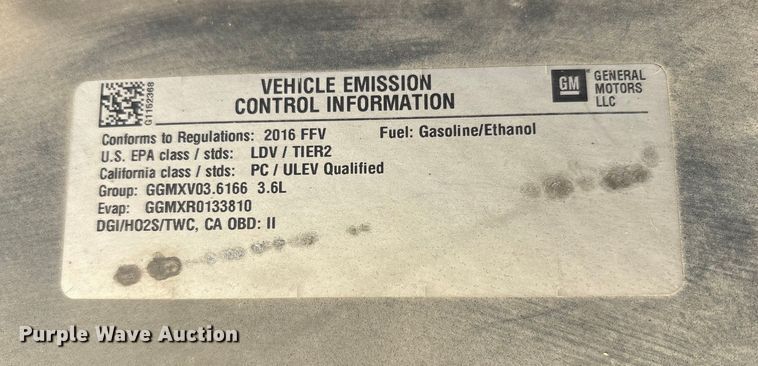 VEHICLE EMISSION
CONTROL INFORMATION
GM
GENERAL
MOTORS
LLC
G1152368
Conforms to Regulations: 2016 FFV Fuel: Gasoline/Ethanol
U.S. EPA class / stds: LDV / TIER2
California class / stds: PC / ULEV Qualified
Group: GGMXV03.6166 3.6L
Evap: GGMXR0133810
DGI/HO2S/TWC, CA OBD: II
Purple Wave Auction